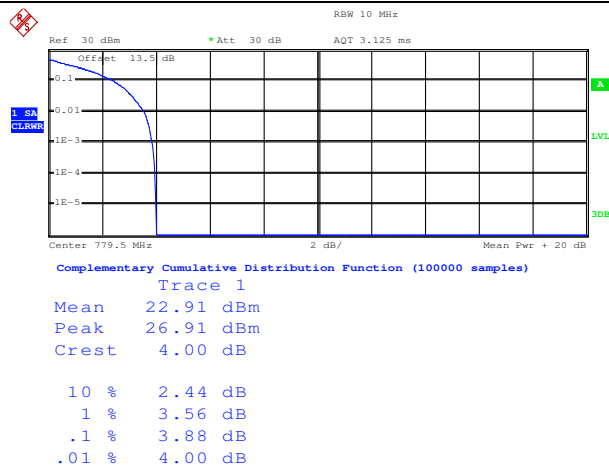 RBW 10 MHz
Ref 30 dBm *Att 30 dB AQT 3.125 ms
Offset 13.5 dB
0.1
A
0.01
1 SA
CLRWR
1E-3
LVL
1E-4
1E-5
3DB
Center 779.5 MHz 2 dB/ Mean Pwr + 20 dB
Complementary Cumulative Distribution Function (100000 samples)
Trace 1
Mean 22.91 dBm
Peak 26.91 dBm
Crest 4.00 dB
10 % 2.44 dB
1 % 3.56 dB
.1 % 3.88 dB
.01 % 4.00 dB